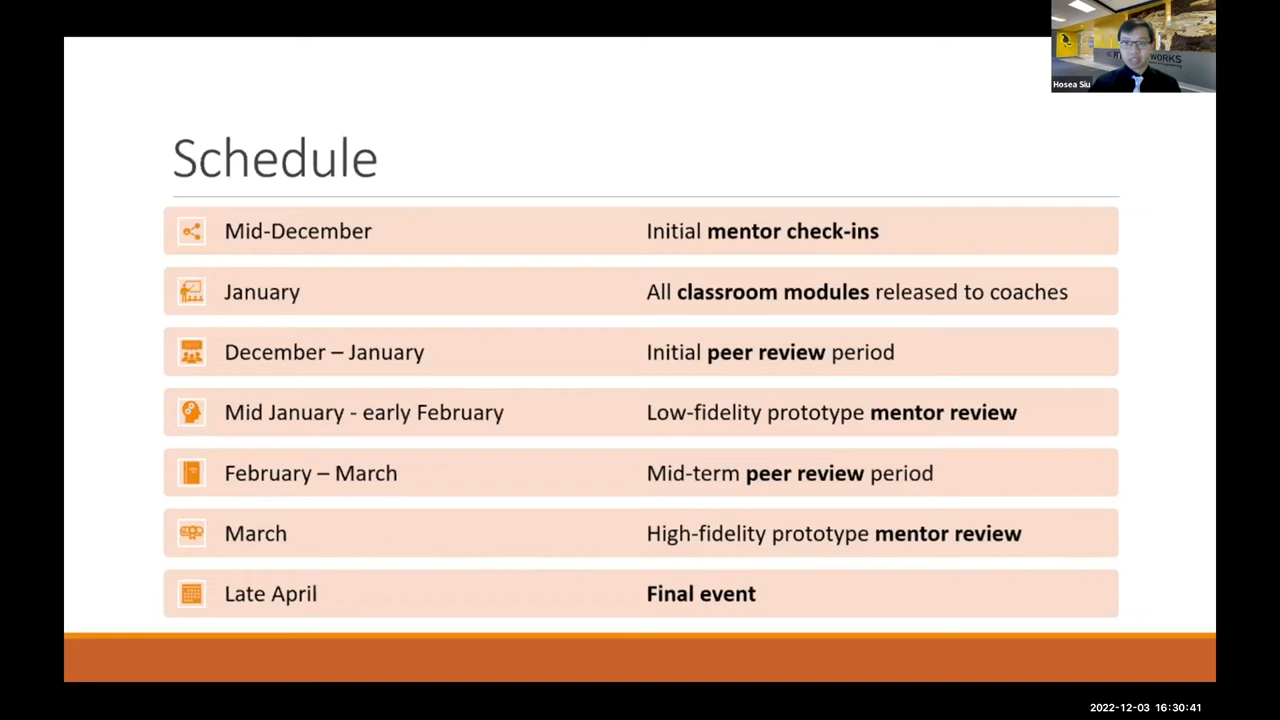 Hosea Siu
WORKS
Schedule
Mid-December Initial mentor check-ins
January All classroom modules released to coaches
December – January Initial peer review period
Mid January - early February Low-fidelity prototype mentor review
February – March Mid-term peer review period
March High-fidelity prototype mentor review
Late April Final event
2022-12-03 16:30:41